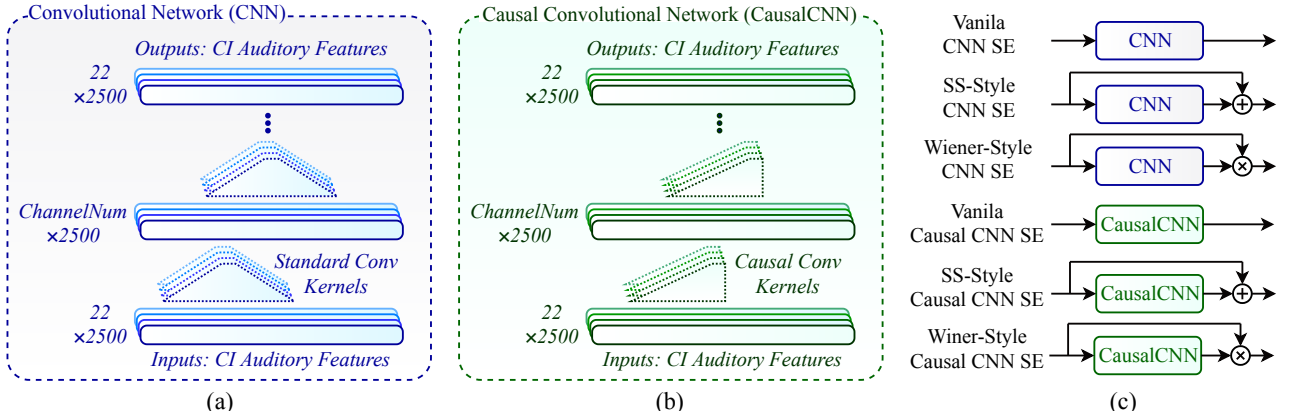 Convolutional Network (CNN)
Outputs: CI Auditory Features
22
×2500
ChannelNum
×2500
Standard Conv
Kernels
22
×2500
Inputs: CI Auditory Features
(a)
Causal Convolutional Network (CausalCNN)
Outputs: CI Auditory Features
22
×2500
ChannelNum
×2500
Causal Conv
Kernels
22
×2500
Inputs: CI Auditory Features
(b)
Vanila
CNN SE
CNN
SS-Style
CNN SE
CNN
Wiener-Style
CNN SE
CNN
Vanila
Causal CNN SE
CausalCNN
SS-Style
Causal CNN SE
CausalCNN
Winer-Style
Causal CNN SE
CausalCNN
(c)